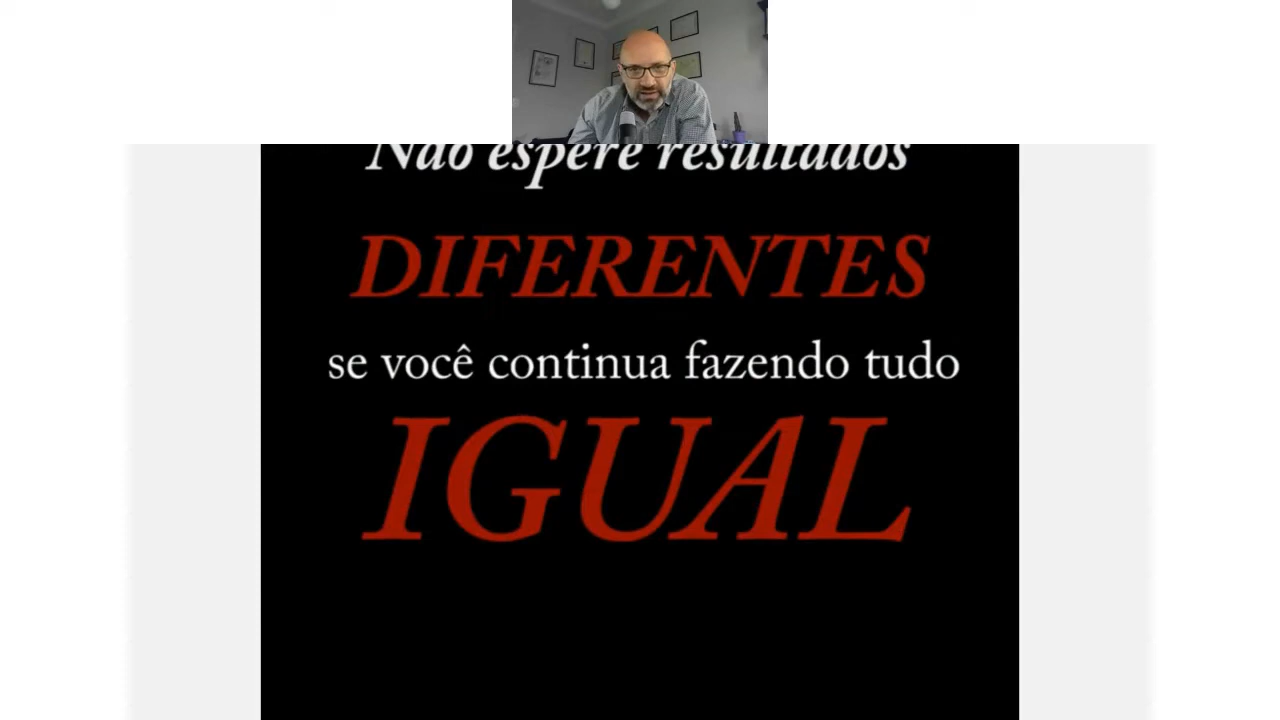 Não espere resultados
DIFERENTES
se você continua fazendo tudo
IGUAL